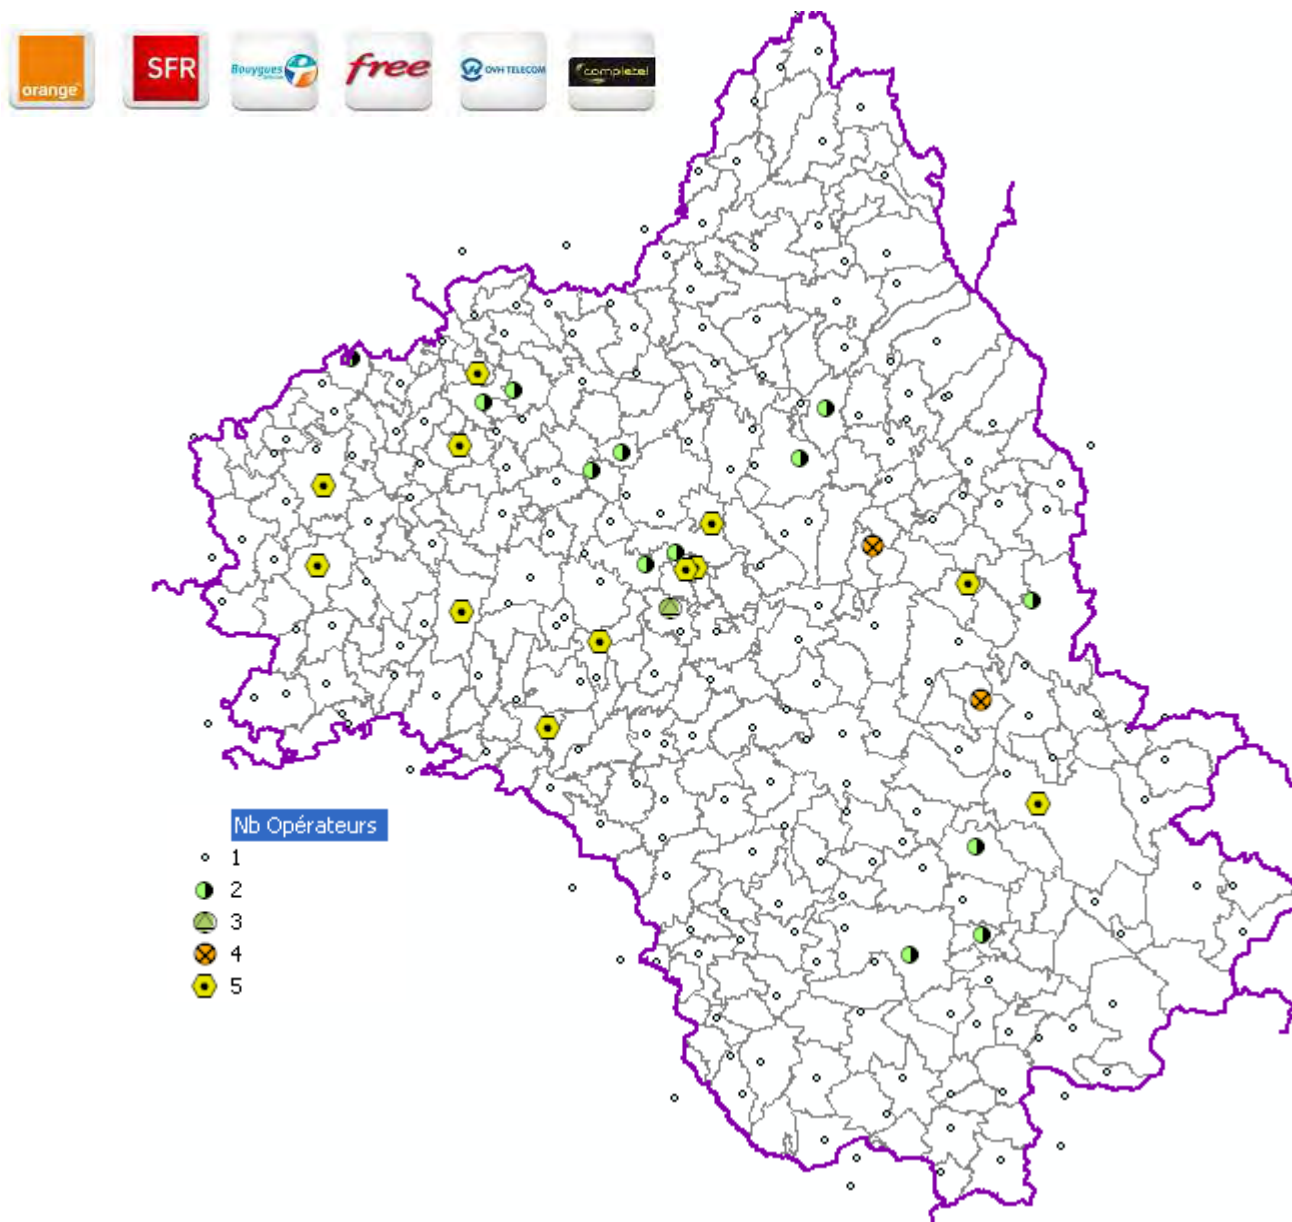 orange
SFR
Bouygues
free
OVH TELECOM
completel
Nb Opérateurs
1
2
3
4
5